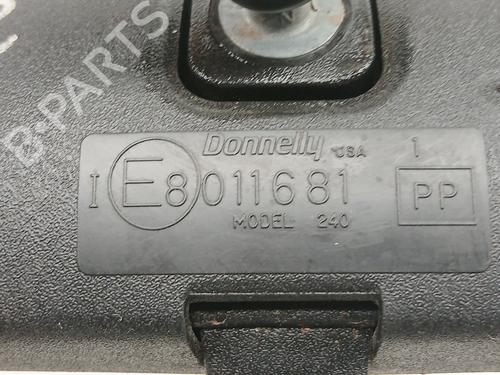 B-PARTS
Donnelly USA 1
I E8 011681 PP
MODEL 240